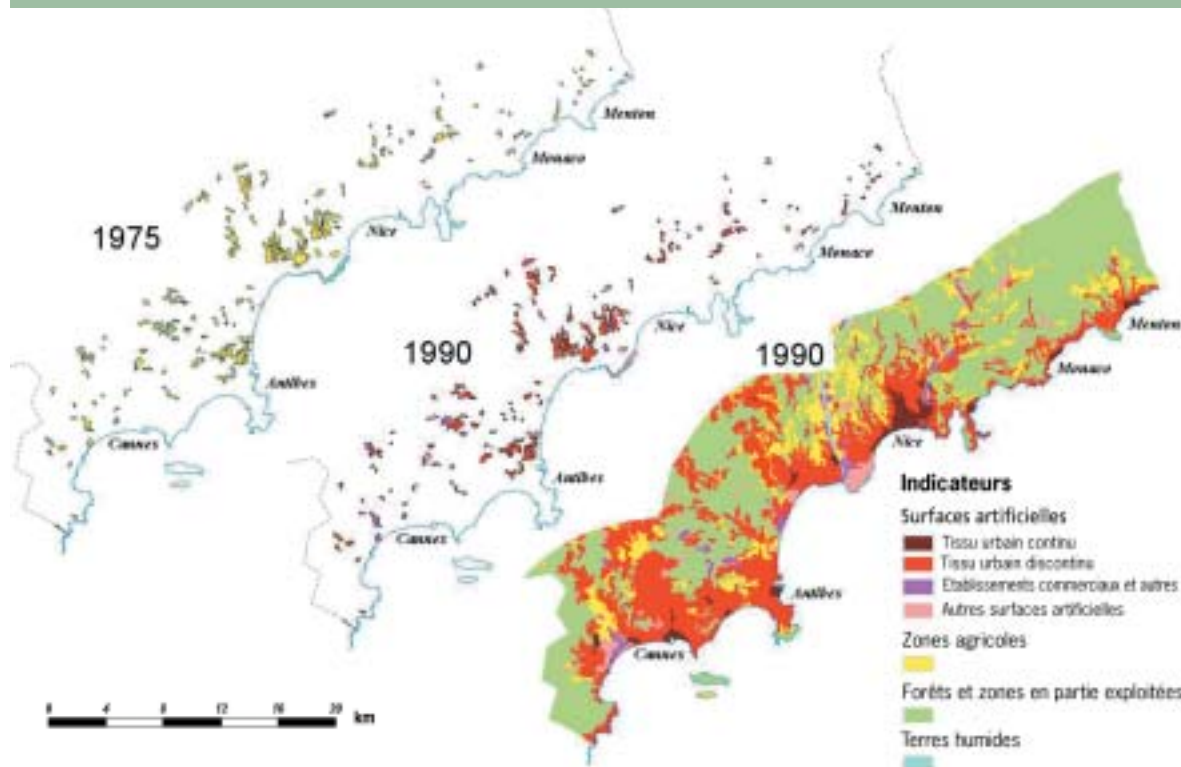 1975
Menton
Monaco
Nice
Antibes
Cannes
1990
Menton
Monaco
Nice
Antibes
Cannes
1990
Menton
Monaco
Nice
Antibes
Cannes
0 4 8 12 16 20 km
Indicateurs
Surfaces artificielles
Tissu urbain continu
Tissu urbain discontinu
Etablissements commerciaux et autres
Autres surfaces artificielles
Zones agricoles
Forêts et zones en partie exploitées
Terres humides